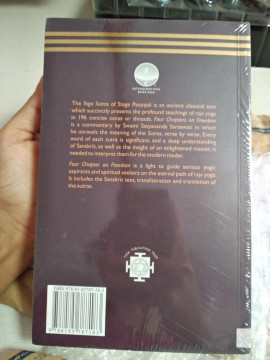 The Yoga Sutras of Sage Patanjali is an ancient classical text
which succinctly presents the profound teachings of raja yoga
in 196 concise sutras or threads. Four Chapters on Freedom
is a commentary by Swami Satyananda Saraswati in which
he unravels the meaning of the Sutras, verse by verse. Every
word of each sutra is significant, and a deep understanding
of Sanskrit, as well as the insight of an enlightened master is
needed to interpret them for the modern reader.
Four Chapter on Freedom is a light to guide serious yogic
aspirants and spiritual seekers on the eternal path of raja yoga.
It includes the Sanskrit text, transliteration and translation of
the sutras.